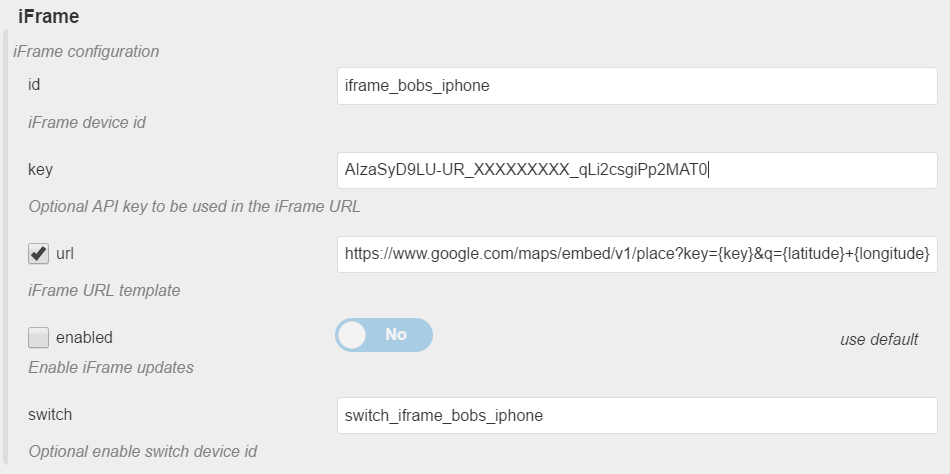 iFrame
iFrame configuration
id iframe_bobs_iphone
iFrame device id
key AIzaSyD9LU-UR_XXXXXXXXX_qLi2csgiPp2MAT0
Optional API key to be used in the iFrame URL
url https://www.google.com/maps/embed/v1/place?key={key}&q={latitude}+{longitude}
iFrame URL template
enabled No use default
Enable iFrame updates
switch switch_iframe_bobs_iphone
Optional enable switch device id